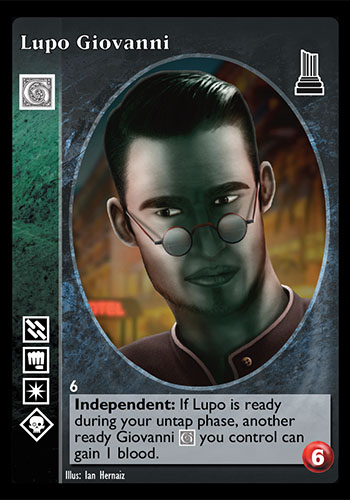 Lupo Giovanni
G
HOTEL
6
Independent: If Lupo is ready
during your untap phase, another
ready Giovanni G you control can
gain 1 blood.
6
Illus: Ian Hernaiz